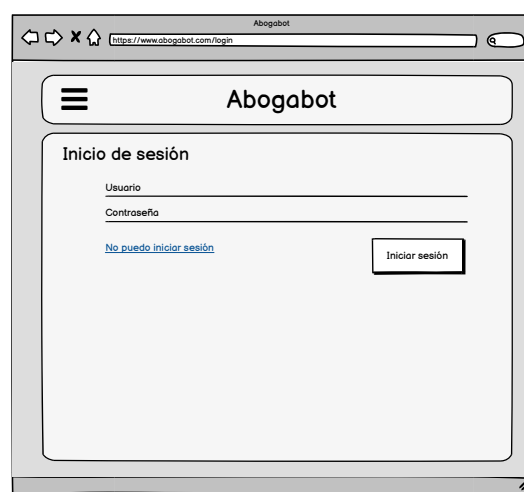 Abogabot
https://www.abogabot.com/login
Abogabot
Inicio de sesión
Usuario
Contraseña
No puedo iniciar sesión
Iniciar sesión